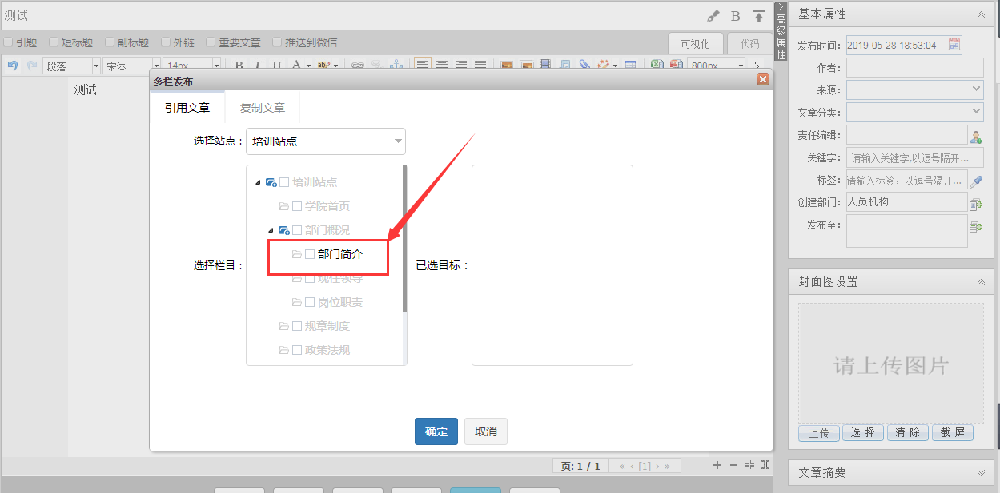 测试
B
引题 短标题 副标题 外链 重要文章 推送到微信
可视化 代码
段落 宋体 14px B I U A ab 800px
测试
高级属性
多栏发布
引用文章 复制文章
选择站点： 培训站点
选择栏目：
培训站点
学院首页
部门概况
部门简介
现任领导
岗位职责
规章制度
政策法规
已选目标：
确定 取消
页: 1 / 1 « ‹ [1] › »
基本属性
发布时间: 2019-05-28 18:53:04
作者:
来源:
文章分类:
责任编辑:
关键字: 请输入关键字,以逗号隔开...
标签: 请输入标签，以逗号隔开...
创建部门: 人员机构
发布至:
封面图设置
请上传图片
上传 选 择 清 除 截 屏
文章摘要